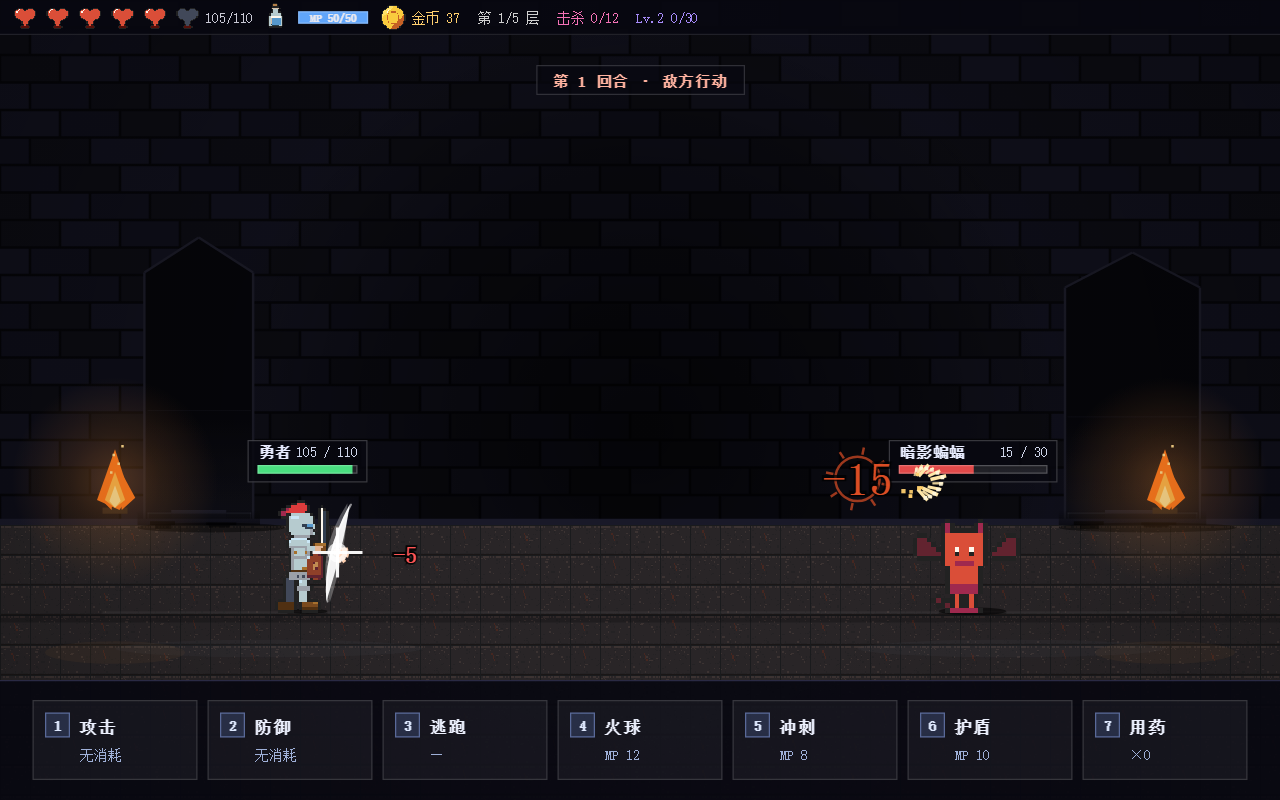 105/110 MP 50/50 金币 37 第 1/5 层 击杀 0/12 Lv.2 0/30
第 1 回合 · 敌方行动
勇者 105 / 110
暗影蝙蝠 15 / 30
-15
-5
1 攻击
无消耗
2 防御
无消耗
3 逃跑
—
4 火球
MP 12
5 冲刺
MP 8
6 护盾
MP 10
7 用药
×0